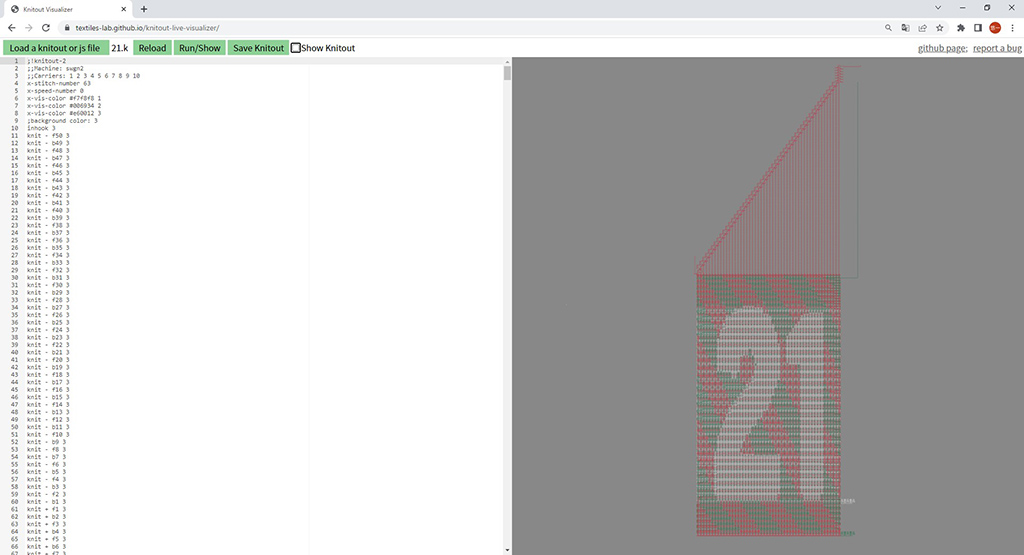 Knitout Visualizer
textiles-lab.github.io/knitout-live-visualizer/
Load a knitout or js file 21.k Reload Run/Show Save Knitout Show Knitout github page; report a bug
1 ;!knitout-2
2 ;;Machine: swgn2
3 ;;Carriers: 1 2 3 4 5 6 7 8 9 10
4 x-stitch-number 63
5 x-speed-number 0
6 x-vis-color #f7f8f8 1
7 x-vis-color #006934 2
8 x-vis-color #e60012 3
9 ;background color: 3
10 inhook 3
11 knit - f50 3
12 knit - b49 3
13 knit - f48 3
14 knit - b47 3
15 knit - f46 3
16 knit - b45 3
17 knit - f44 3
18 knit - b43 3
19 knit - f42 3
20 knit - b41 3
21 knit - f40 3
22 knit - b39 3
23 knit - f38 3
24 knit - b37 3
25 knit - f36 3
26 knit - b35 3
27 knit - f34 3
28 knit - b33 3
29 knit - f32 3
30 knit - b31 3
31 knit - f30 3
32 knit - b29 3
33 knit - f28 3
34 knit - b27 3
35 knit - f26 3
36 knit - b25 3
37 knit - f24 3
38 knit - b23 3
39 knit - f22 3
40 knit - b21 3
41 knit - f20 3
42 knit - b19 3
43 knit - f18 3
44 knit - b17 3
45 knit - f16 3
46 knit - b15 3
47 knit - f14 3
48 knit - b13 3
49 knit - f12 3
50 knit - b11 3
51 knit - f10 3
52 knit - b9 3
53 knit - f8 3
54 knit - b7 3
55 knit - f6 3
56 knit - b5 3
57 knit - f4 3
58 knit - b3 3
59 knit - f2 3
60 knit - b1 3
61 knit + f1 3
62 knit + b2 3
63 knit + f3 3
64 knit + b4 3
65 knit + f5 3
66 knit + b6 3
67 knit + f7 3
21